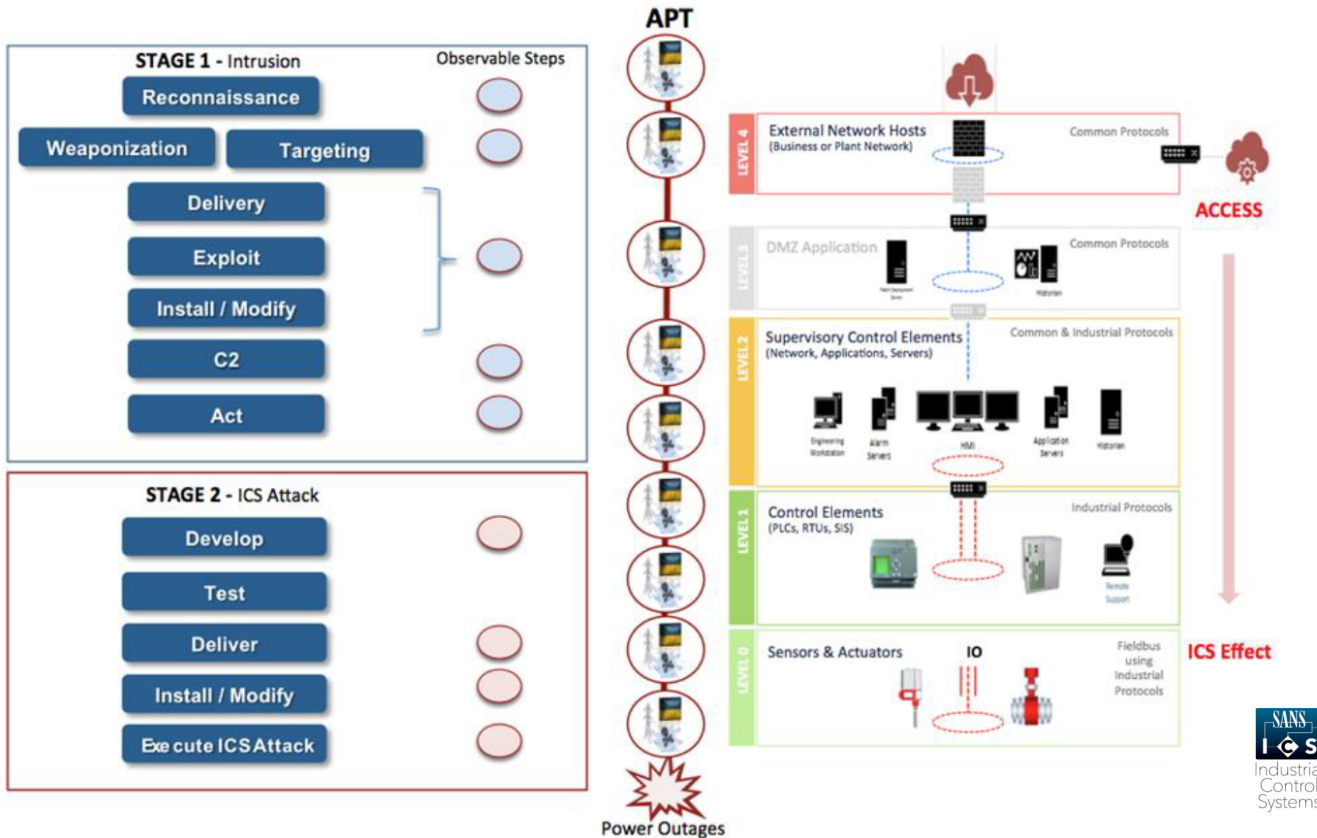 APT
STAGE 1 - Intrusion
Observable Steps
Reconnaissance
Weaponization
Targeting
Delivery
Exploit
Install / Modify
C2
Act
STAGE 2 - ICS Attack
Develop
Test
Deliver
Install / Modify
Exe cute ICS Attack
Power Outages
LEVEL 4
External Network Hosts
(Business or Plant Network)
Common Protocols
ACCESS
LEVEL 3
DMZ Application
Common Protocols
Historian
LEVEL 2
Supervisory Control Elements
(Network, Applications, Servers)
Common & Industrial Protocols
Engineering
Workstation
Alarm
Servers
HMI
Application
Servers
Historian
LEVEL 1
Control Elements
(PLCs, RTUs, SIS)
Industrial Protocols
Remote
Support
LEVEL 0
Sensors & Actuators
IO
Fieldbus
using
Industrial
Protocols
ICS Effect
SANS
ICS
Industrial
Control
Systems